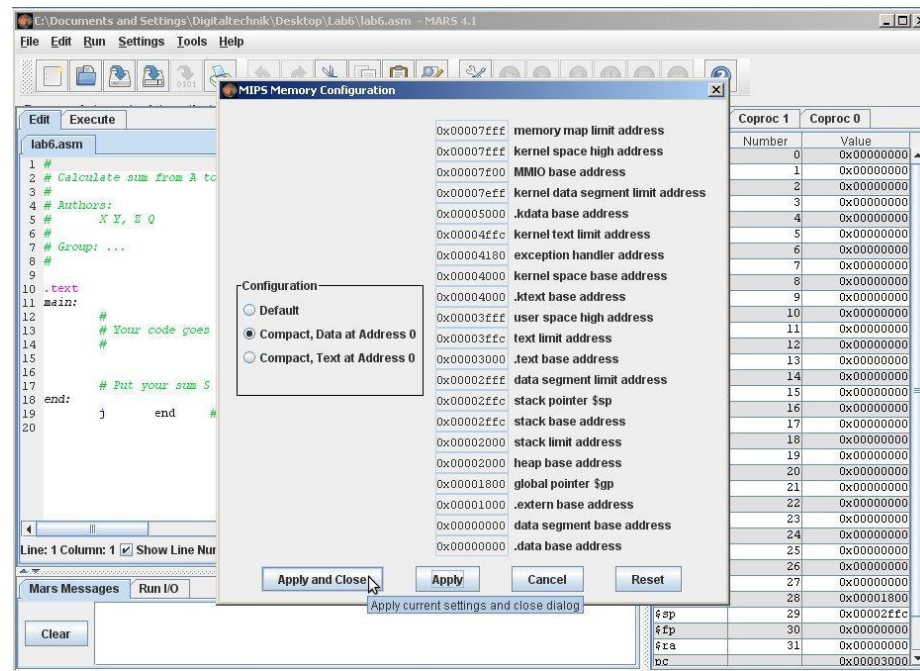 C:\Documents and Settings\Digitaltechnik\Desktop\Lab6\lab6.asm - MARS 4.1
File Edit Run Settings Tools Help
MIPS Memory Configuration
Edit Execute
lab6.asm
1 #
2 # Calculate sum from A to
3 #
4 # Authors:
5 # X Y, Z Q
6 #
7 # Group: ...
8 #
9
10 .text
11 main:
12 #
13 # Your code goes
14 #
15
16
17 # Put your sum S
18 end:
19 j end #
20
Line: 1 Column: 1 Show Line Nur
Mars Messages Run I/O
Clear
Configuration
Default
Compact, Data at Address 0
Compact, Text at Address 0
0x00007fff memory map limit address
0x00007fff kernel space high address
0x00007f00 MMIO base address
0x00007eff kernel data segment limit address
0x00005000 .kdata base address
0x00004ffc kernel text limit address
0x00004180 exception handler address
0x00004000 kernel space base address
0x00004000 .ktext base address
0x00003fff user space high address
0x00003ffc text limit address
0x00003000 .text base address
0x00002fff data segment limit address
0x00002ffc stack pointer $sp
0x00002ffc stack base address
0x00002000 stack limit address
0x00002000 heap base address
0x00001800 global pointer $gp
0x00001000 .extern base address
0x00000000 data segment base address
0x00000000 .data base address
Apply and Close Apply Cancel Reset
Apply current settings and close dialog
Coproc 1 Coproc 0
Number Value
0 0x00000000
1 0x00000000
2 0x00000000
3 0x00000000
4 0x00000000
5 0x00000000
6 0x00000000
7 0x00000000
8 0x00000000
9 0x00000000
10 0x00000000
11 0x00000000
12 0x00000000
13 0x00000000
14 0x00000000
15 0x00000000
16 0x00000000
17 0x00000000
18 0x00000000
19 0x00000000
20 0x00000000
21 0x00000000
22 0x00000000
23 0x00000000
24 0x00000000
25 0x00000000
26 0x00000000
27 0x00000000
28 0x00001800
$sp 29 0x00002ffc
$fp 30 0x00000000
$ra 31 0x00000000
pc 0x00003000